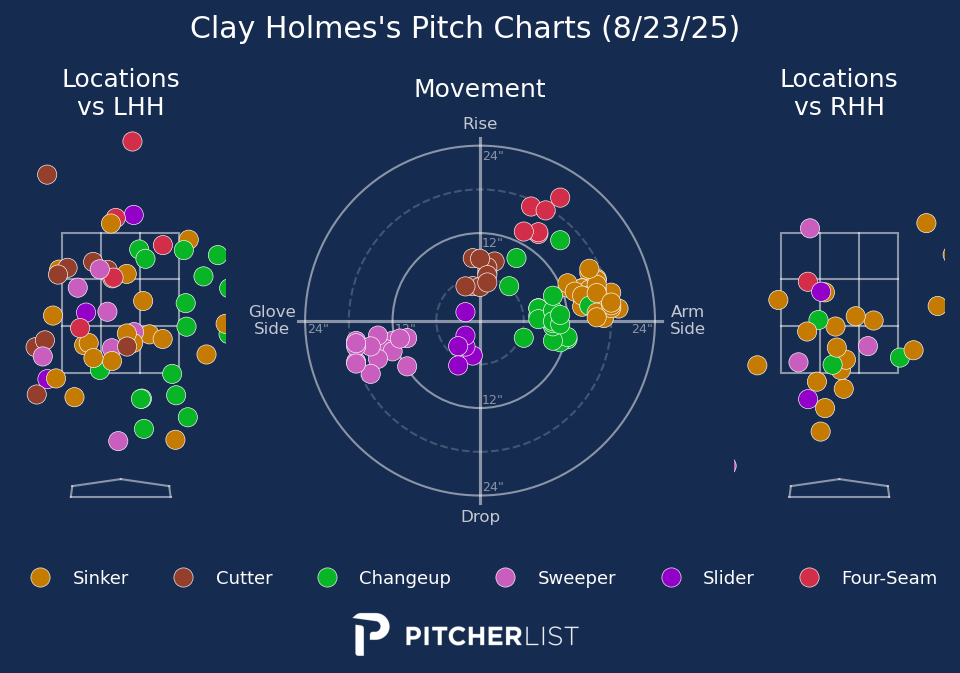 Clay Holmes's Pitch Charts (8/23/25)
Locations
vs LHH
Movement
Locations
vs RHH
Rise
24"
12"
Glove
Side
24"
12"
24"
Arm
Side
12"
24"
Drop
Sinker
Cutter
Changeup
Sweeper
Slider
Four-Seam
PITCHERLIST